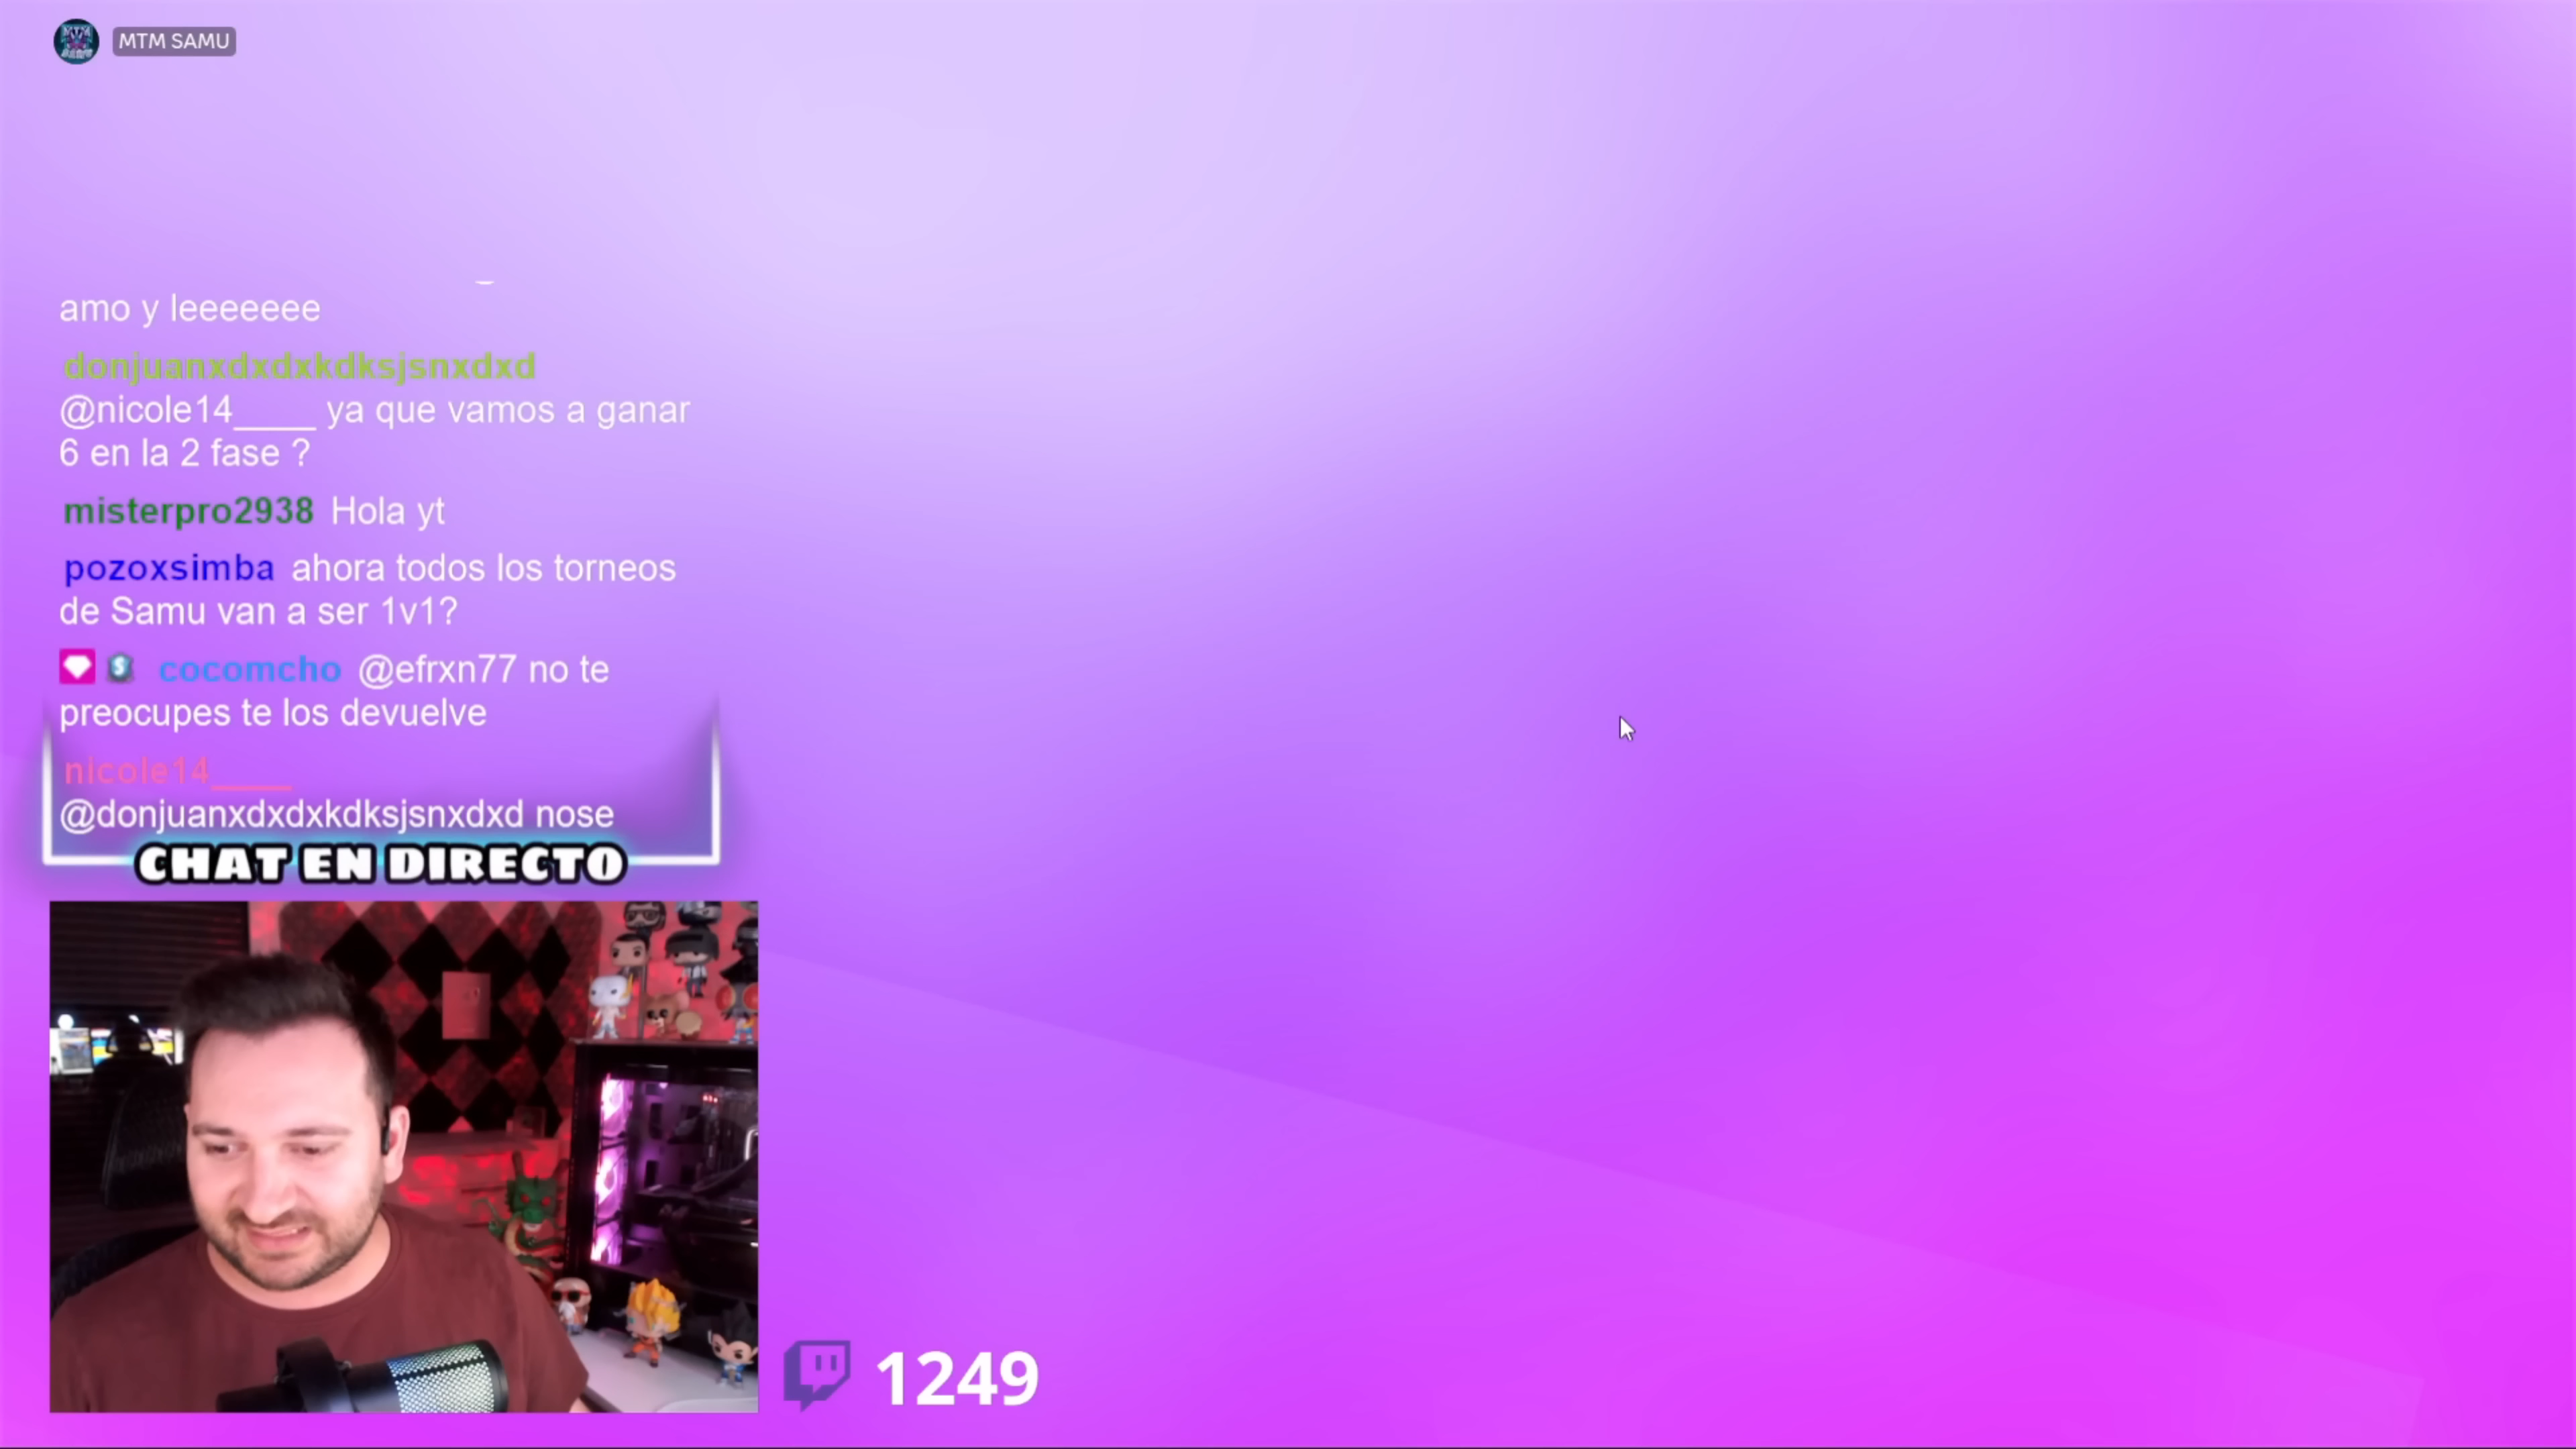 MTM SAMU
amo y leeeeeee
donjuanxdxdxkdksjsnxdxd
@nicole14____ ya que vamos a ganar
6 en la 2 fase ?
misterpro2938 Hola yt
pozoxsimba ahora todos los torneos
de Samu van a ser 1v1?
cocomcho @efrxn77 no te
preocupes te los devuelve
nicole14____
@donjuanxdxdxkdksjsnxdxd nose
CHAT EN DIRECTO
1249